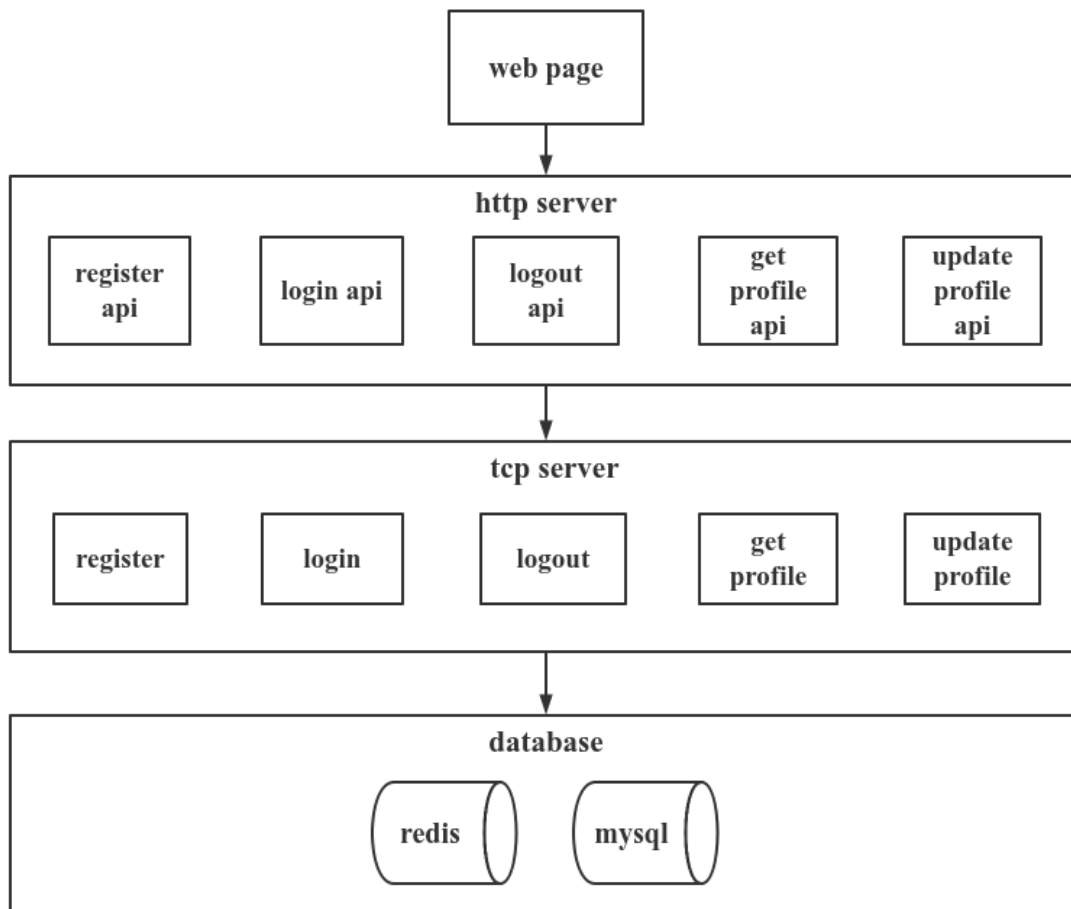 web page
http server
register
api
login api
logout
api
get
profile
api
update
profile
api
tcp server
register
login
logout
get
profile
update
profile
database
redis
mysql